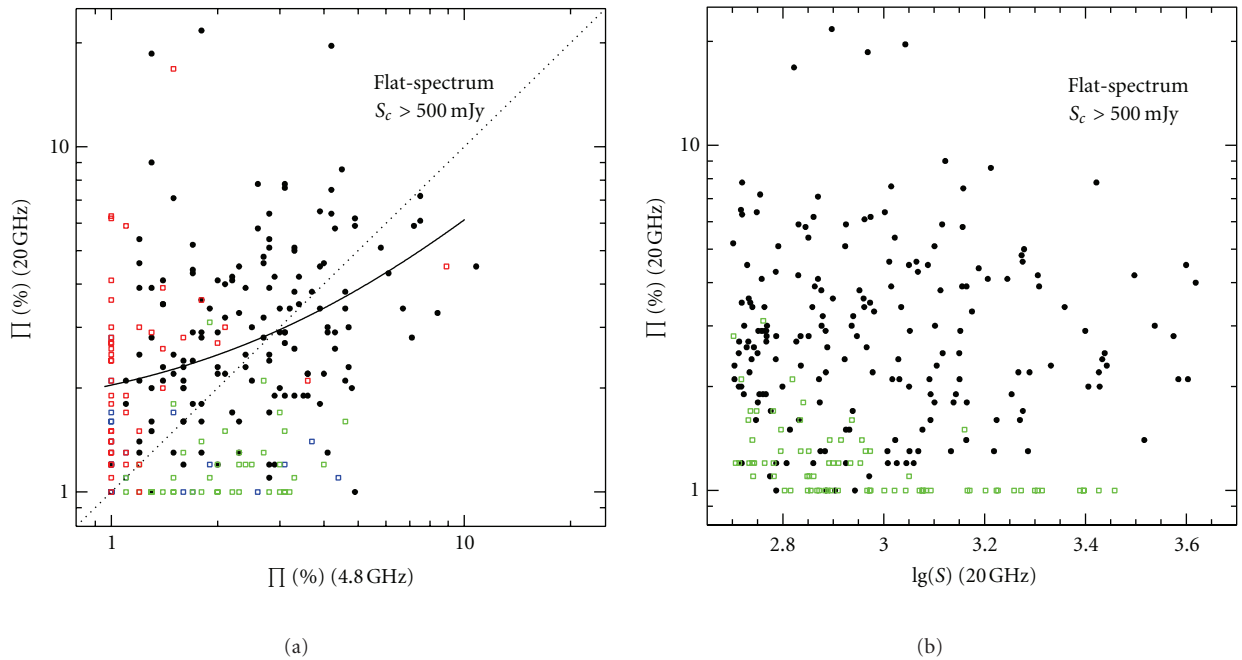 Flat-spectrum
S_c > 500 mJy
10
1
∏ (%) (20 GHz)
1
10
∏ (%) (4.8 GHz)
(a)
Flat-spectrum
S_c > 500 mJy
10
1
∏ (%) (20 GHz)
2.8
3
3.2
3.4
3.6
lg(S) (20 GHz)
(b)